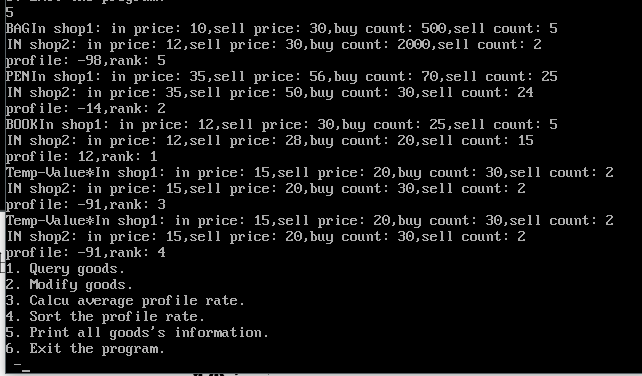 5
BAGIn shop1: in price: 10,sell price: 30,buy count: 500,sell count: 5
IN shop2: in price: 12,sell price: 30,buy count: 2000,sell count: 2
profile: -98,rank: 5
PENIn shop1: in price: 35,sell price: 56,buy count: 70,sell count: 25
IN shop2: in price: 35,sell price: 50,buy count: 30,sell count: 24
profile: -14,rank: 2
BOOKIn shop1: in price: 12,sell price: 30,buy count: 25,sell count: 5
IN shop2: in price: 12,sell price: 28,buy count: 20,sell count: 15
profile: 12,rank: 1
Temp-Value*In shop1: in price: 15,sell price: 20,buy count: 30,sell count: 2
IN shop2: in price: 15,sell price: 20,buy count: 30,sell count: 2
profile: -91,rank: 3
Temp-Value*In shop1: in price: 15,sell price: 20,buy count: 30,sell count: 2
IN shop2: in price: 15,sell price: 20,buy count: 30,sell count: 2
profile: -91,rank: 4
1. Query goods.
2. Modify goods.
3. Calcu average profile rate.
4. Sort the profile rate.
5. Print all goods's information.
6. Exit the program.
-_